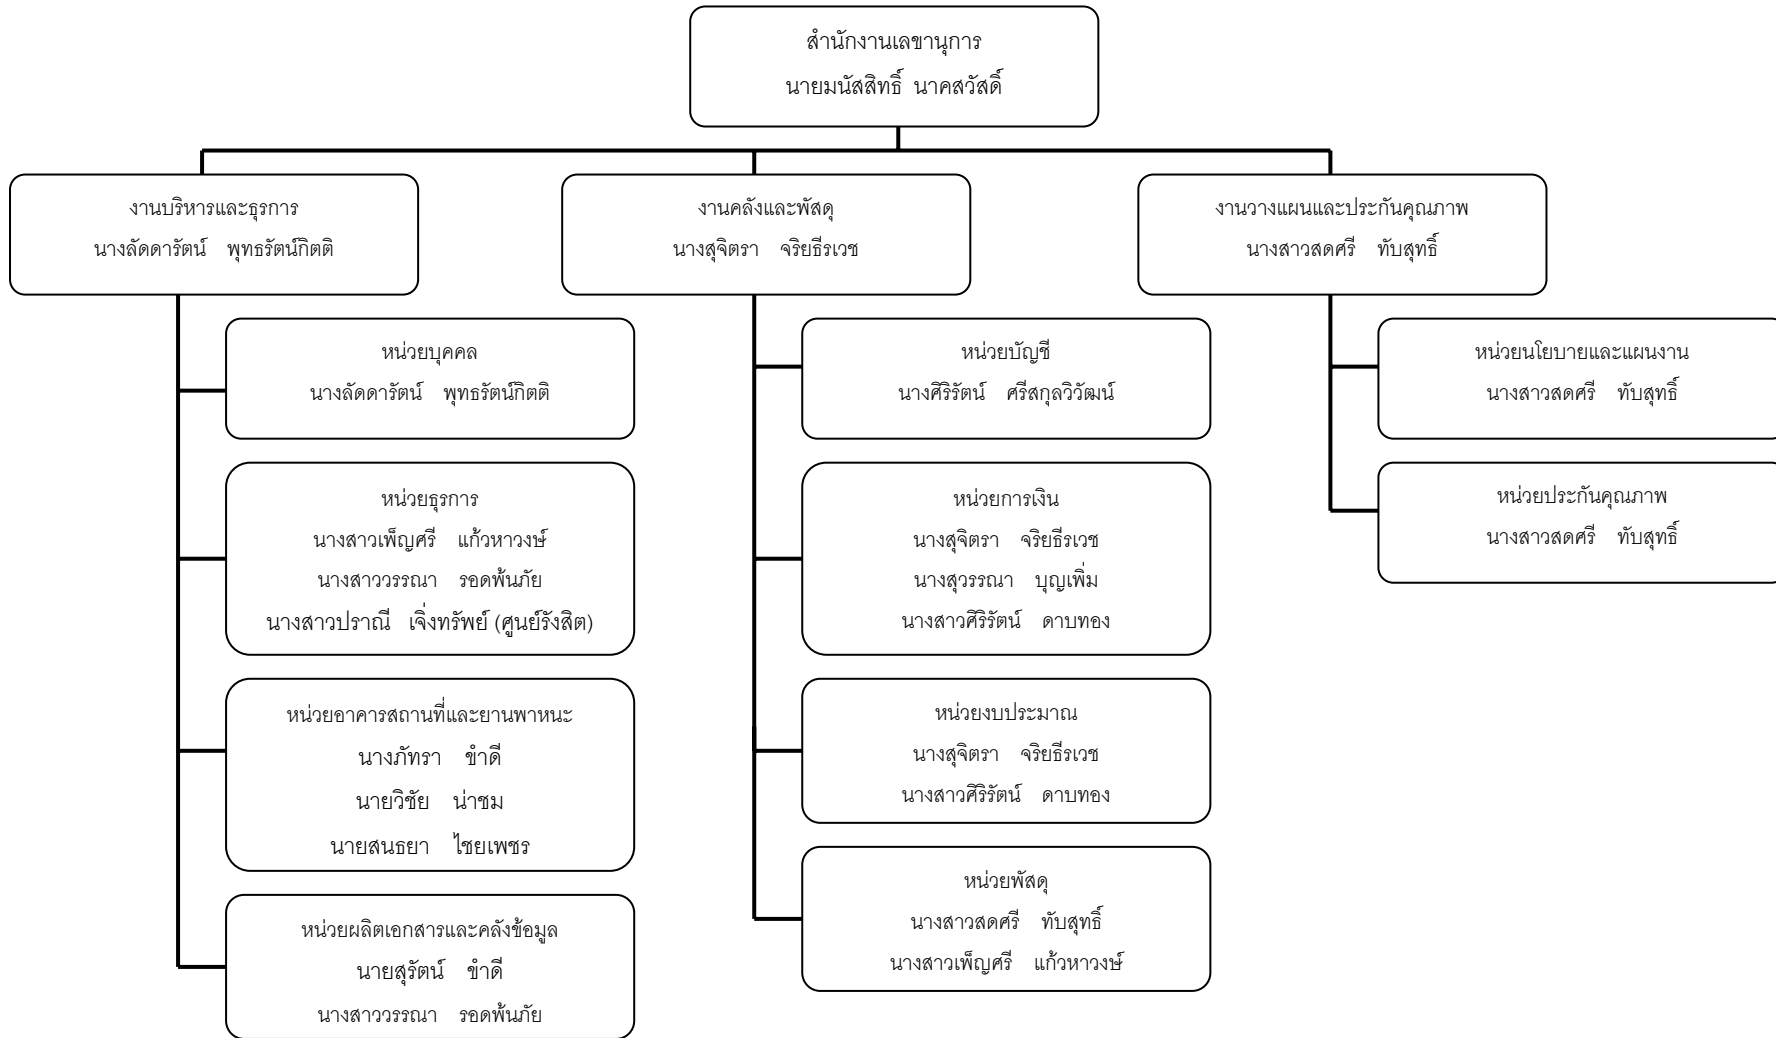 สำนักงานเลขานุการ
นายมนัสสิทธิ์ นาคสวัสดิ์
งานบริหารและธุรการ
นางลัดดารัตน์ พุทธรัตน์กิตติ
งานคลังและพัสดุ
นางสุจิตรา จริยธีรเวช
งานวางแผนและประกันคุณภาพ
นางสาวสดศรี ทับสุทธิ์
หน่วยบุคคล
นางลัดดารัตน์ พุทธรัตน์กิตติ
หน่วยธุรการ
นางสาวเพ็ญศรี แก้วหาวงษ์
นางสาววรรณา รอดพ้นภัย
นางสาวปราณี เจิ่งทรัพย์ (ศูนย์รังสิต)
หน่วยอาคารสถานที่และยานพาหนะ
นางภัทรา ขำดี
นายวิชัย น่าชม
นายสนธยา ไชยเพชร
หน่วยผลิตเอกสารและคลังข้อมูล
นายสุรัตน์ ขำดี
นางสาววรรณา รอดพ้นภัย
หน่วยบัญชี
นางศิริรัตน์ ศรีสกุลวิวัฒน์
หน่วยการเงิน
นางสุจิตรา จริยธีรเวช
นางสุวรรณา บุญเพิ่ม
นางสาวศิริรัตน์ ดาบทอง
หน่วยงบประมาณ
นางสุจิตรา จริยธีรเวช
นางสาวศิริรัตน์ ดาบทอง
หน่วยพัสดุ
นางสาวสดศรี ทับสุทธิ์
นางสาวเพ็ญศรี แก้วหาวงษ์
หน่วยนโยบายและแผนงาน
นางสาวสดศรี ทับสุทธิ์
หน่วยประกันคุณภาพ
นางสาวสดศรี ทับสุทธิ์